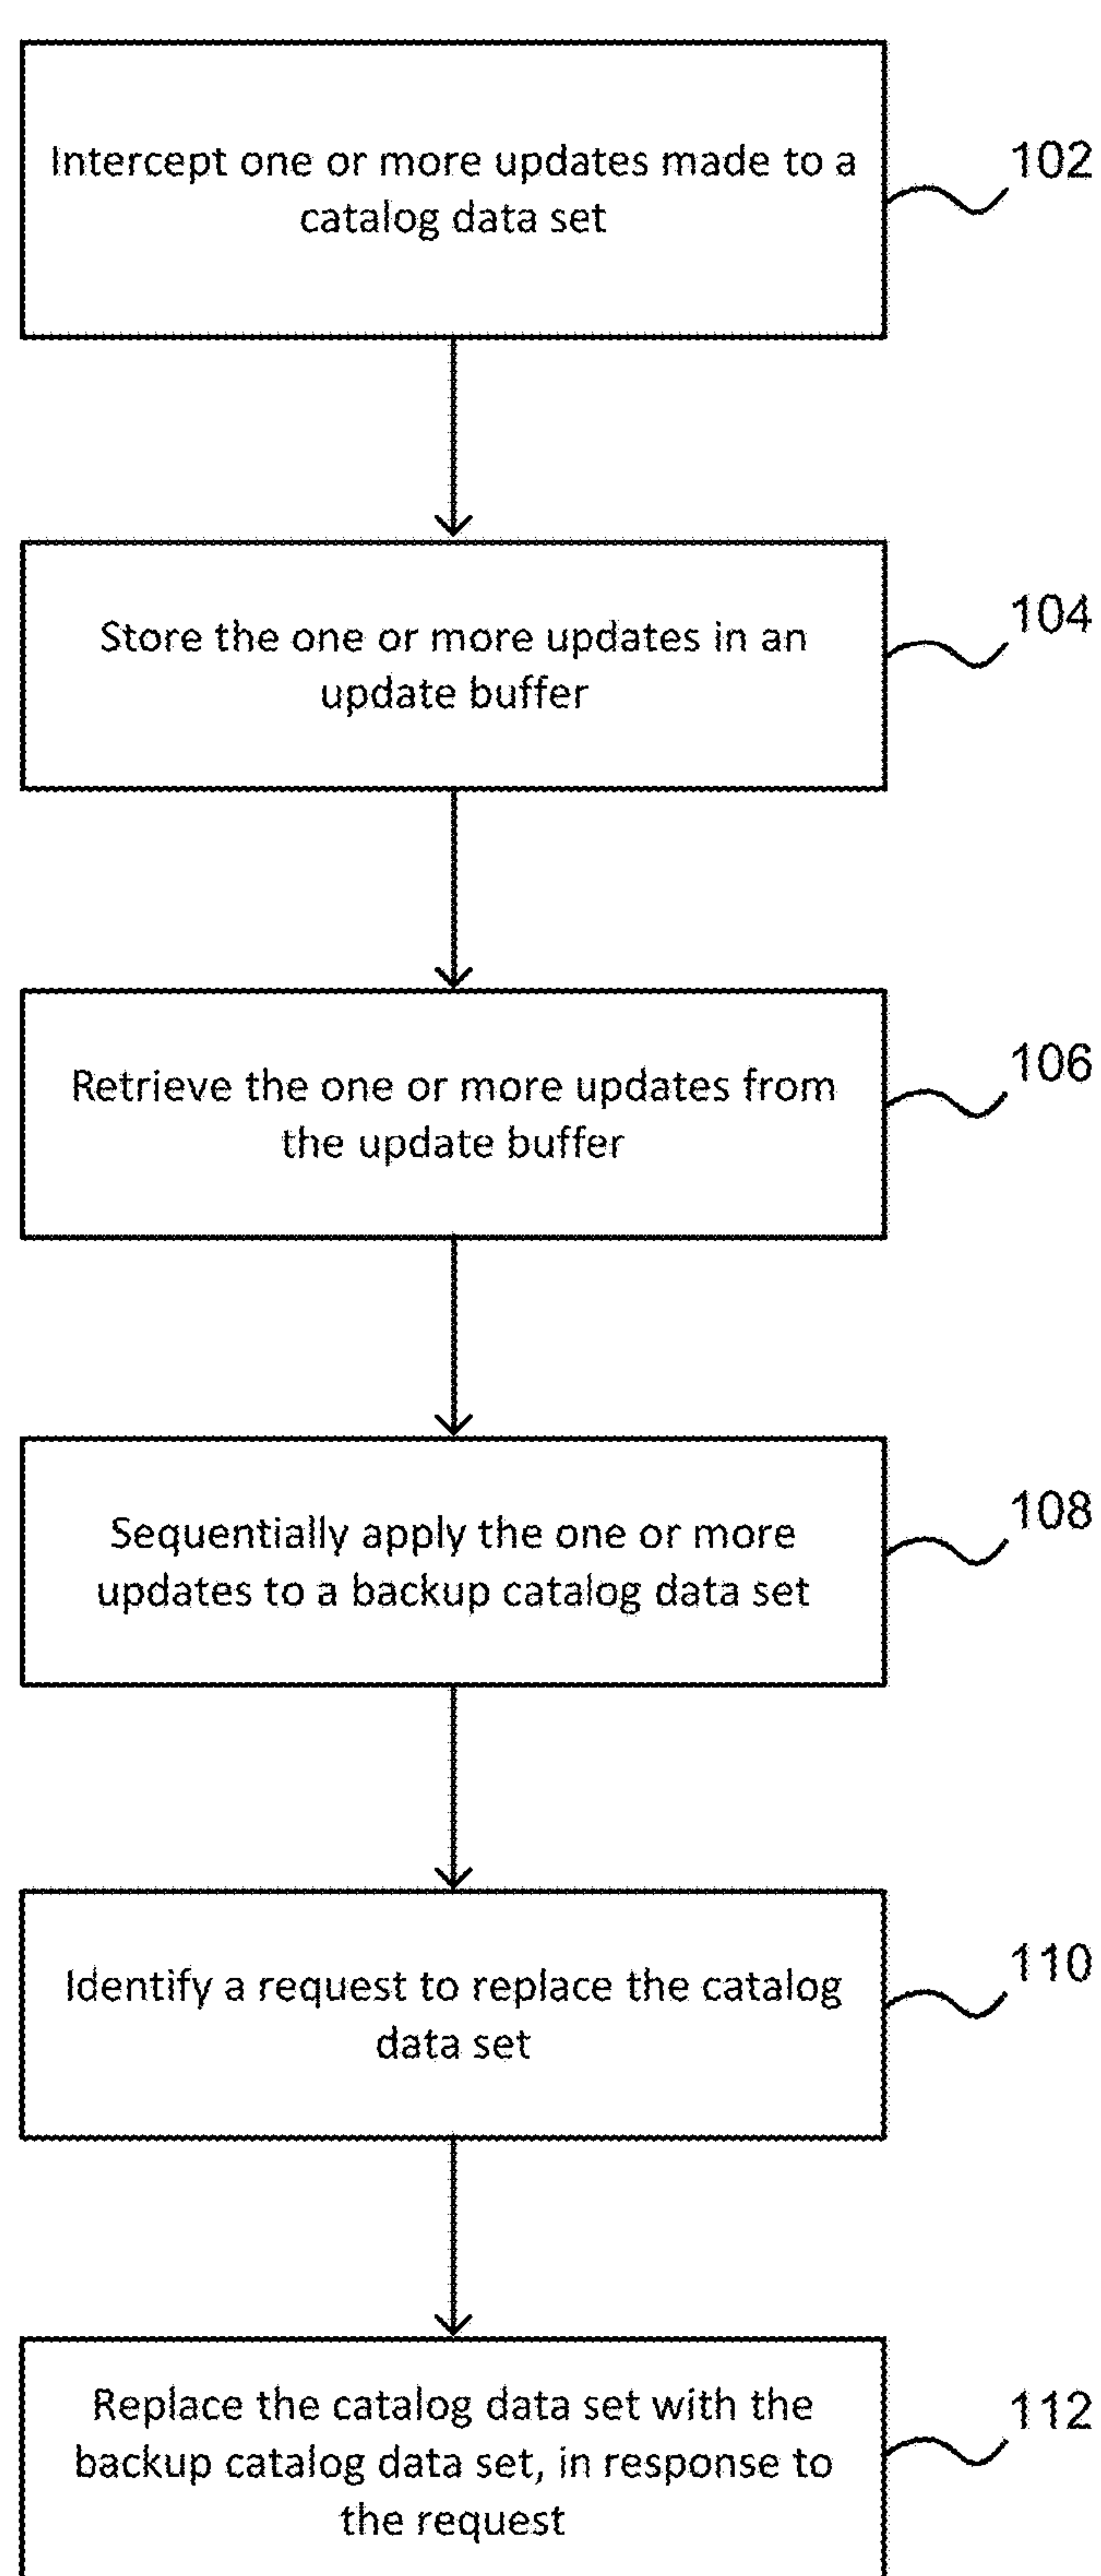 Intercept one or more updates made to a
catalog data set
102
Store the one or more updates in an
update buffer
104
Retrieve the one or more updates from
the update buffer
106
Sequentially apply the one or more
updates to a backup catalog data set
108
Identify a request to replace the catalog
data set
110
Replace the catalog data set with the
backup catalog data set, in response to
the request
112